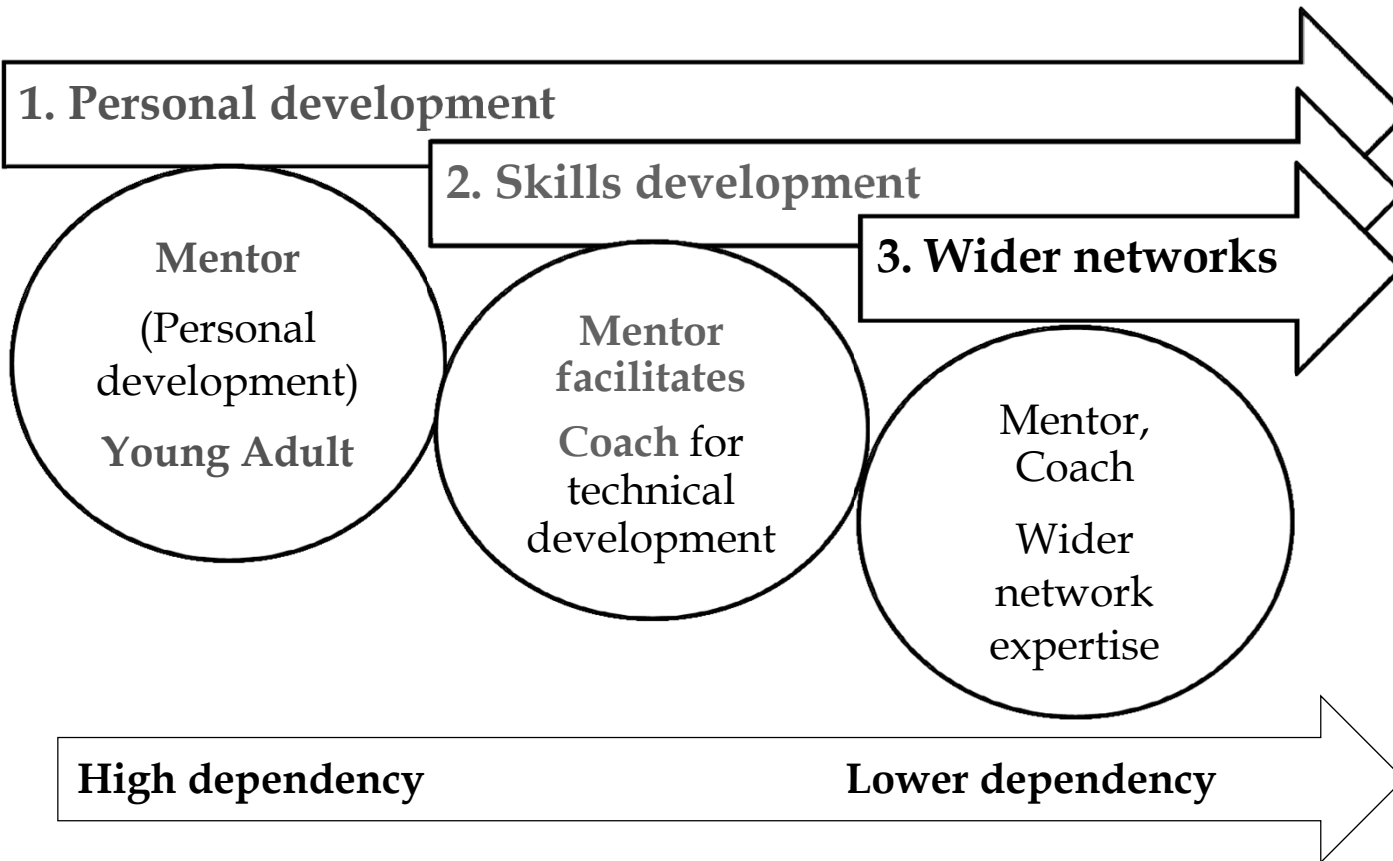 1. Personal development
2. Skills development
3. Wider networks
Mentor
(Personal
development)
Young Adult
Mentor
facilitates
Coach for
technical
development
Mentor,
Coach
Wider
network
expertise
High dependency
Lower dependency